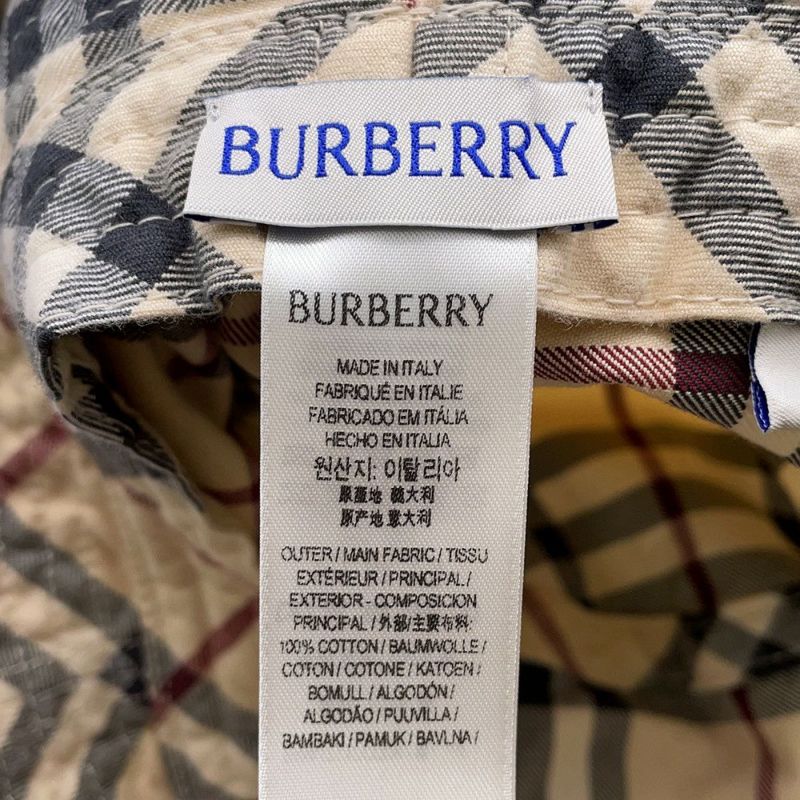 BURBERRY
BURBERRY
MADE IN ITALY
FABRIQUÉ EN ITALIE
FABRICADO EM ITÁLIA
HECHO EN ITALIA
원산지: 이탈리아
原產地 義大利
原产地 意大利
OUTER / MAIN FABRIC / TISSU
EXTÉRIEUR / PRINCIPAL /
EXTERIOR - COMPOSICION
PRINCIPAL / 外部/主要布料:
100% COTTON / BAUMWOLLE /
COTON / COTONE / KATOEN /
BOMULL / ALGODÓN /
ALGODÃO / PUUVILLA /
BAMBAKI / PAMUK / BAVLNA /